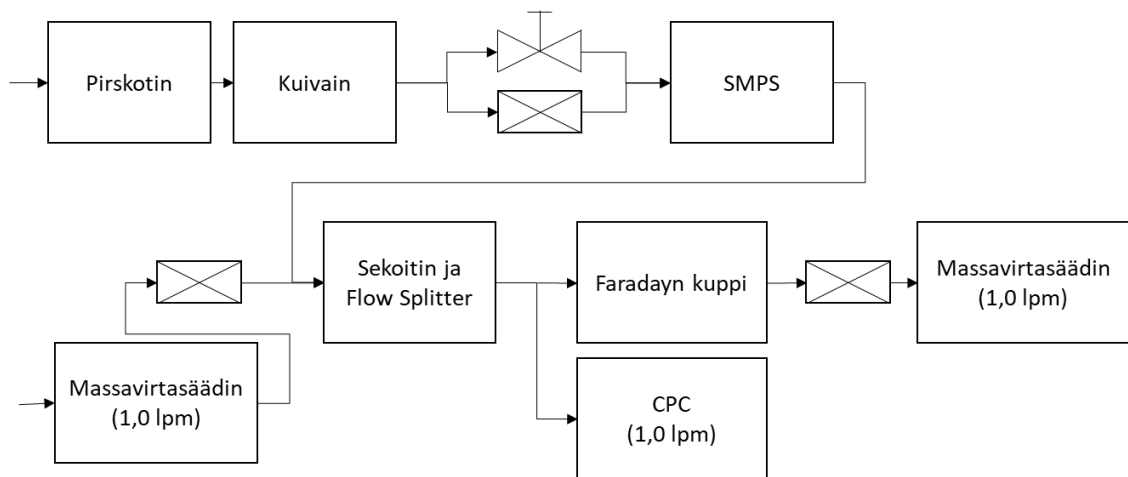 Pirskotin
Kuivain
SMPS
Sekoitin ja
Flow Splitter
Faradayn kuppi
Massavirtasäädin
(1,0 lpm)
Massavirtasäädin
(1,0 lpm)
CPC
(1,0 lpm)